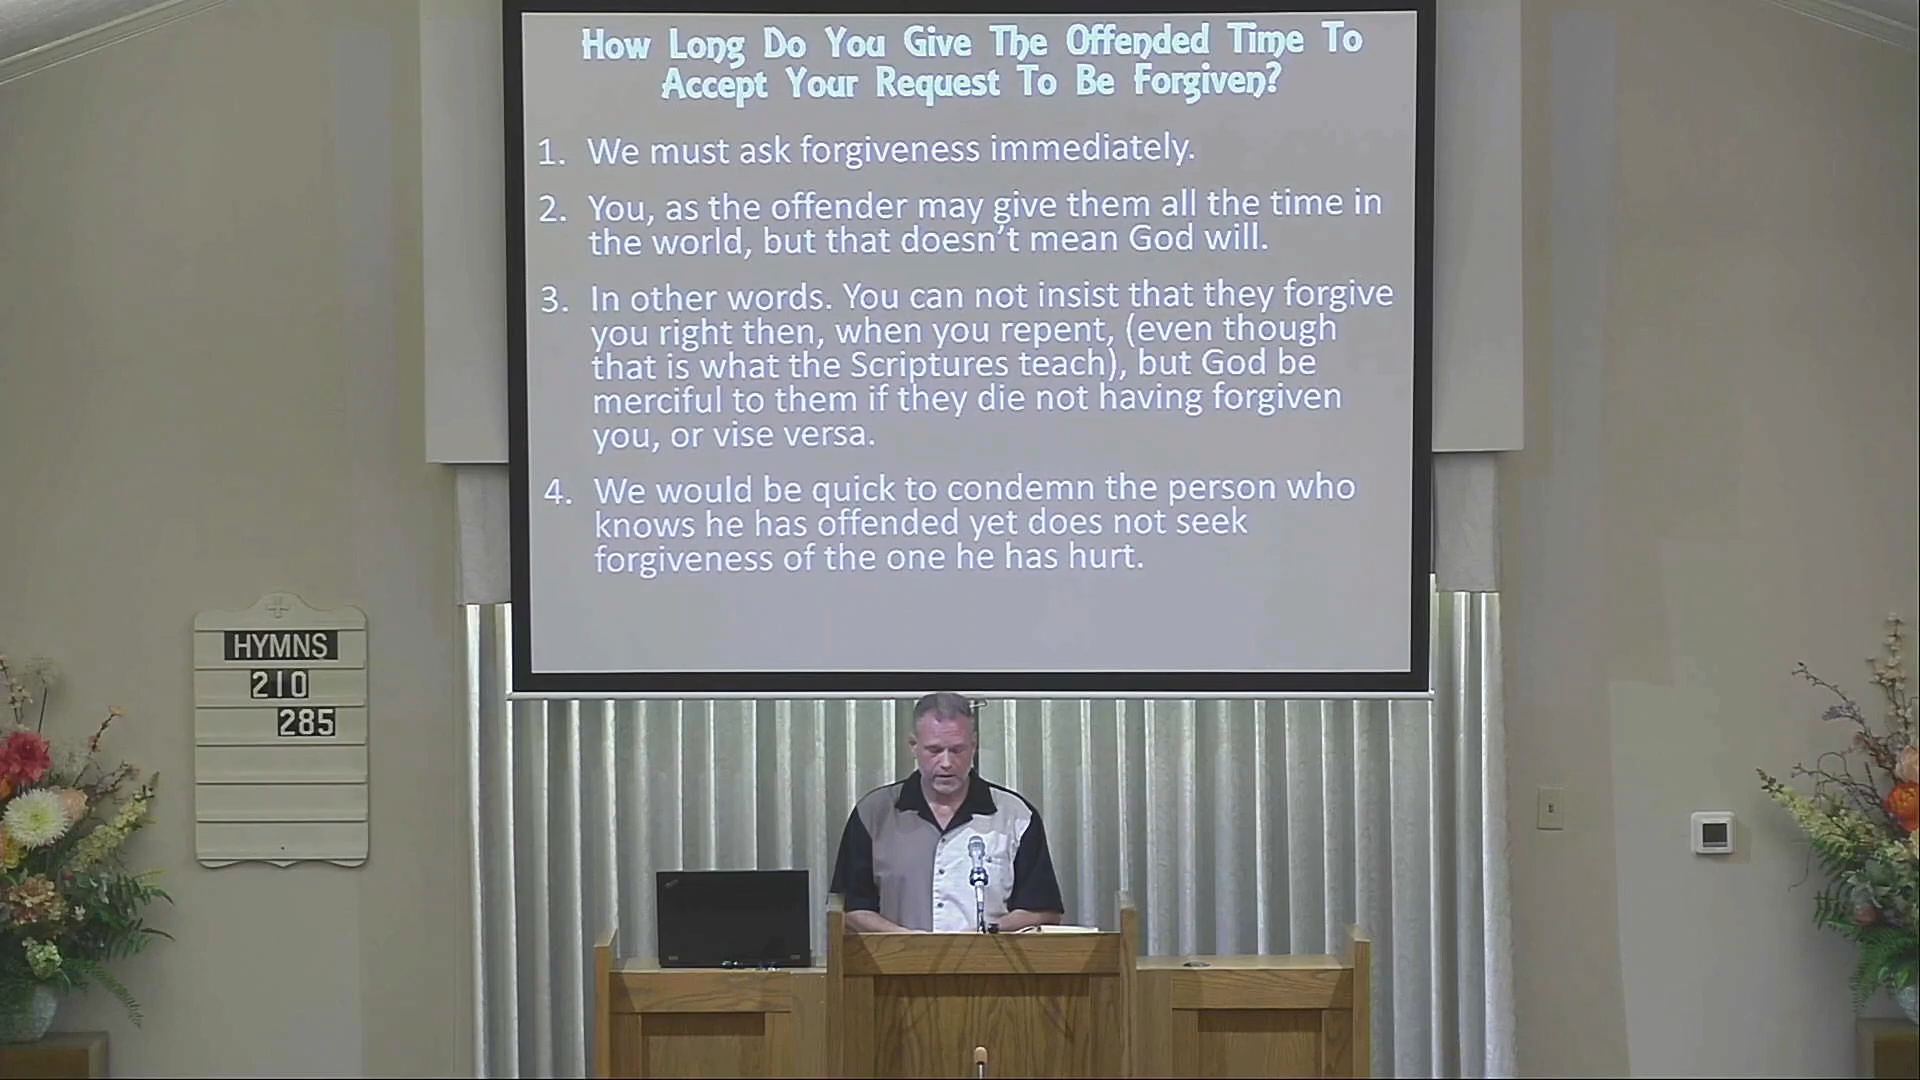 How Long Do You Give The Offended Time To
Accept Your Request To Be Forgiven?
1. We must ask forgiveness immediately.
2. You, as the offender may give them all the time in
the world, but that doesn't mean God will.
3. In other words. You can not insist that they forgive
you right then, when you repent, (even though
that is what the Scriptures teach), but God be
merciful to them if they die not having forgiven
you, or vise versa.
4. We would be quick to condemn the person who
knows he has offended yet does not seek
forgiveness of the one he has hurt.
HYMNS
210
285